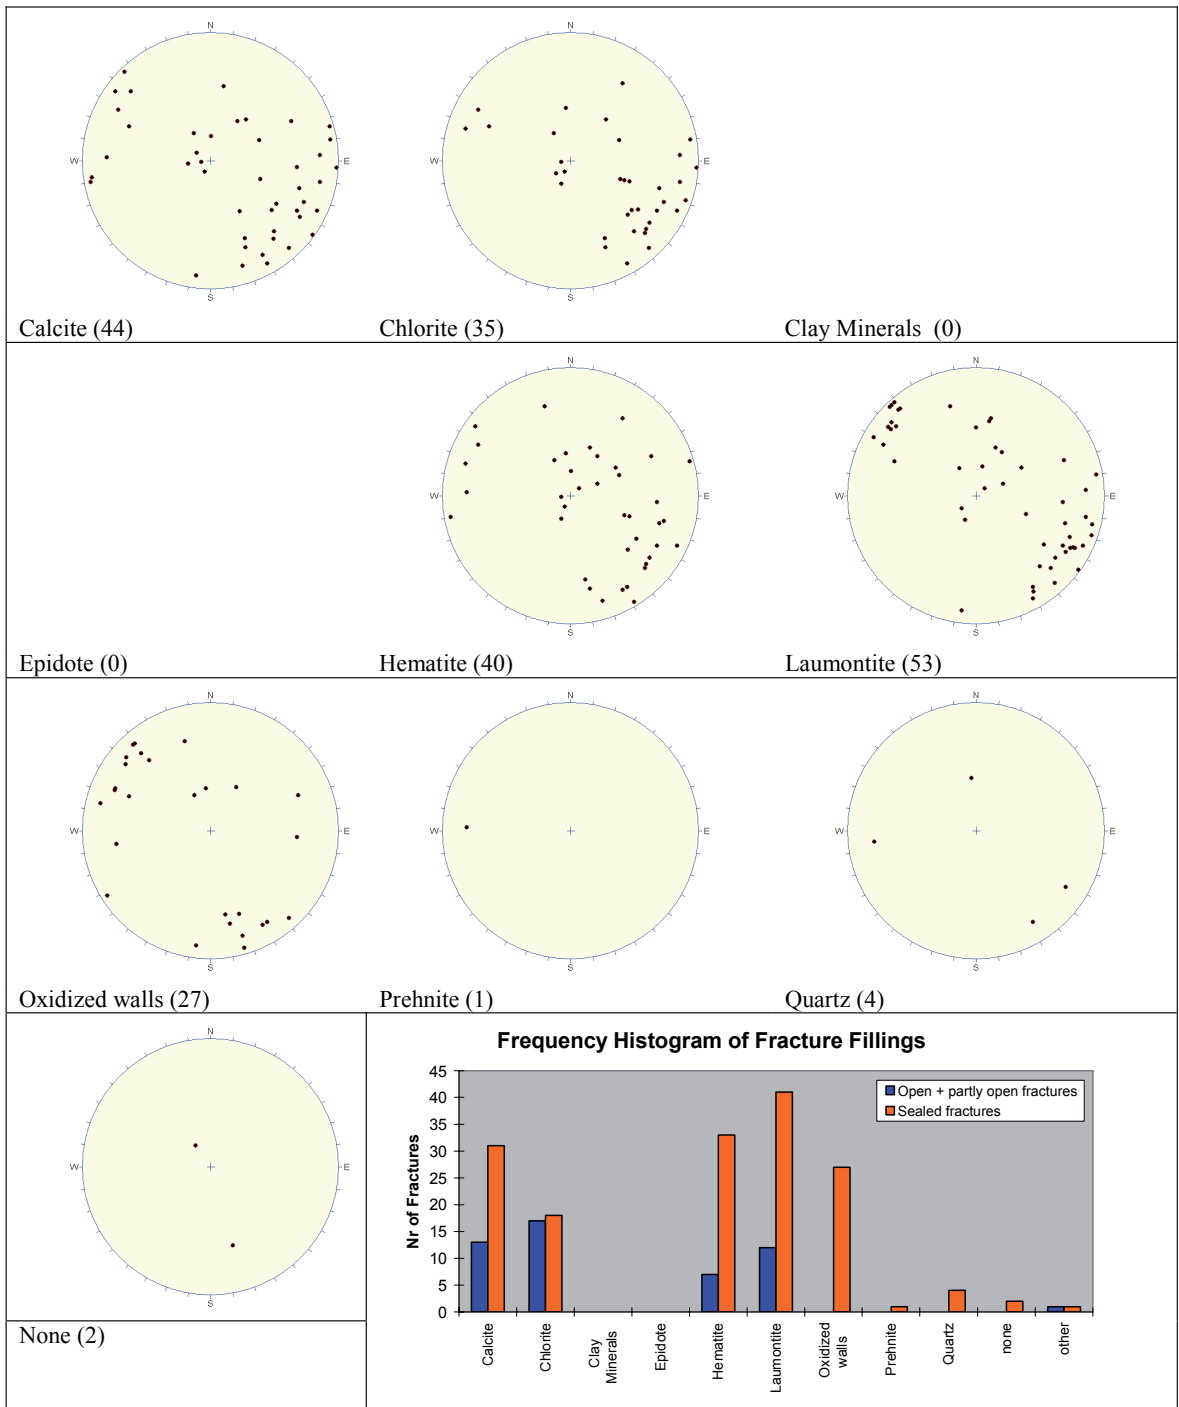 N
W
E
S
N
W
E
S
Calcite (44)
Chlorite (35)
Clay Minerals (0)
N
W
E
S
N
W
E
S
Epidote (0)
Hematite (40)
Laumontite (53)
N
W
E
S
N
W
E
S
N
W
E
S
Oxidized walls (27)
Prehnite (1)
Quartz (4)
N
W
E
S
None (2)
Frequency Histogram of Fracture Fillings
Nr of Fractures
45
40
35
30
25
20
15
10
5
0
Open + partly open fractures
Sealed fractures
Calcite
Chlorite
Clay
Minerals
Epidote
Hematite
Laumontite
Oxidized
walls
Prehnite
Quartz
none
other